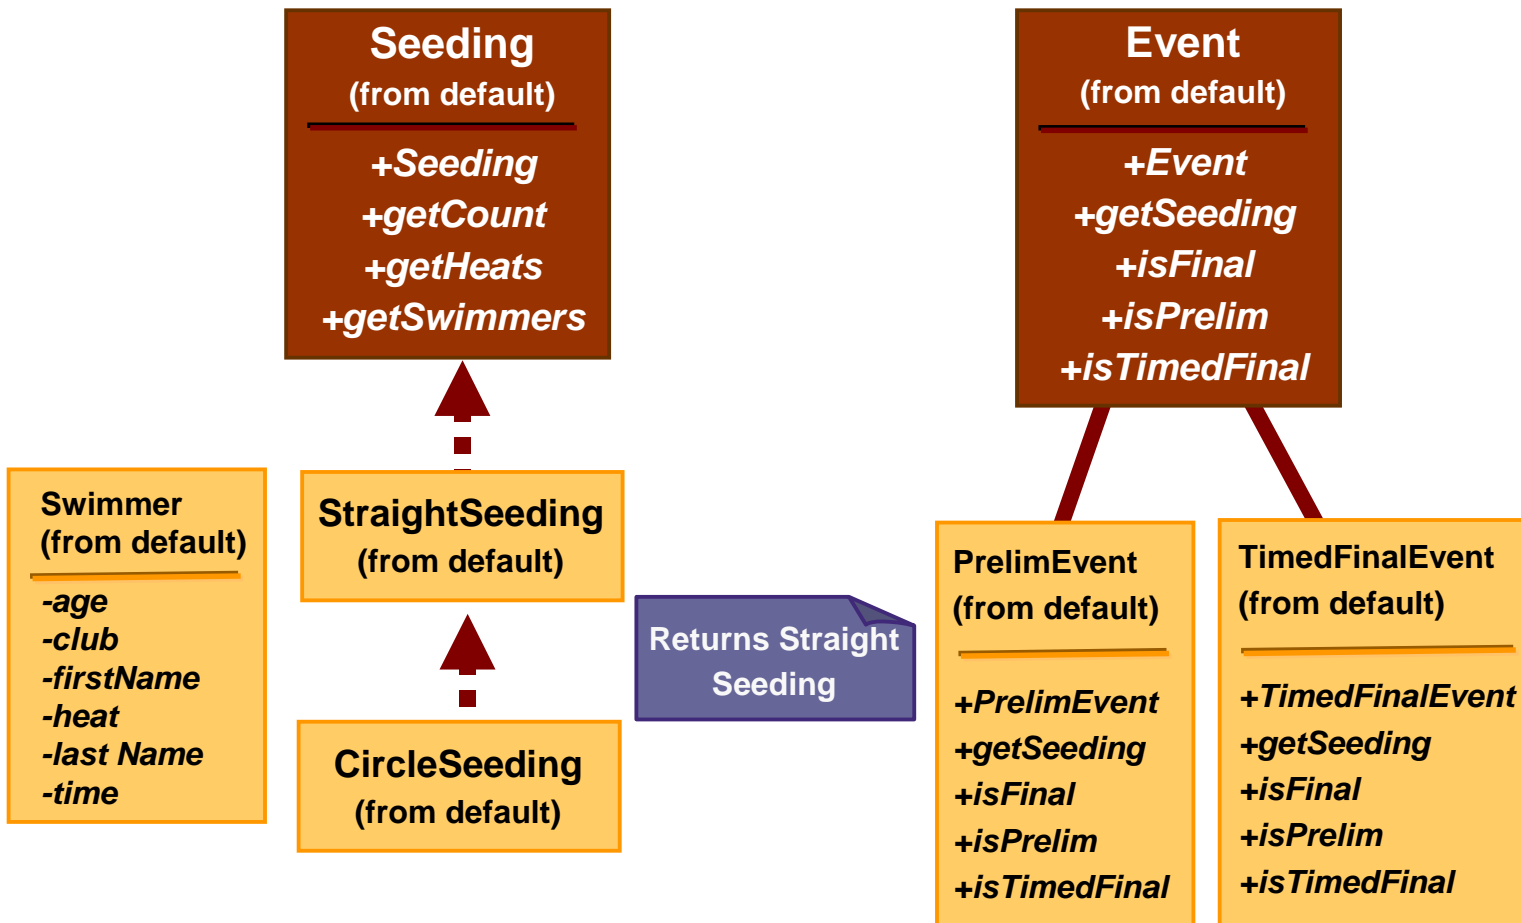 Seeding
(from default)
+Seeding
+getCount
+getHeats
+getSwimmers
Event
(from default)
+Event
+getSeeding
+isFinal
+isPrelim
+isTimedFinal
Swimmer
(from default)
-age
-club
-firstName
-heat
-last Name
-time
StraightSeeding
(from default)
CircleSeeding
(from default)
Returns Straight
Seeding
PrelimEvent
(from default)
+PrelimEvent
+getSeeding
+isFinal
+isPrelim
+isTimedFinal
TimedFinalEvent
(from default)
+TimedFinalEvent
+getSeeding
+isFinal
+isPrelim
+isTimedFinal